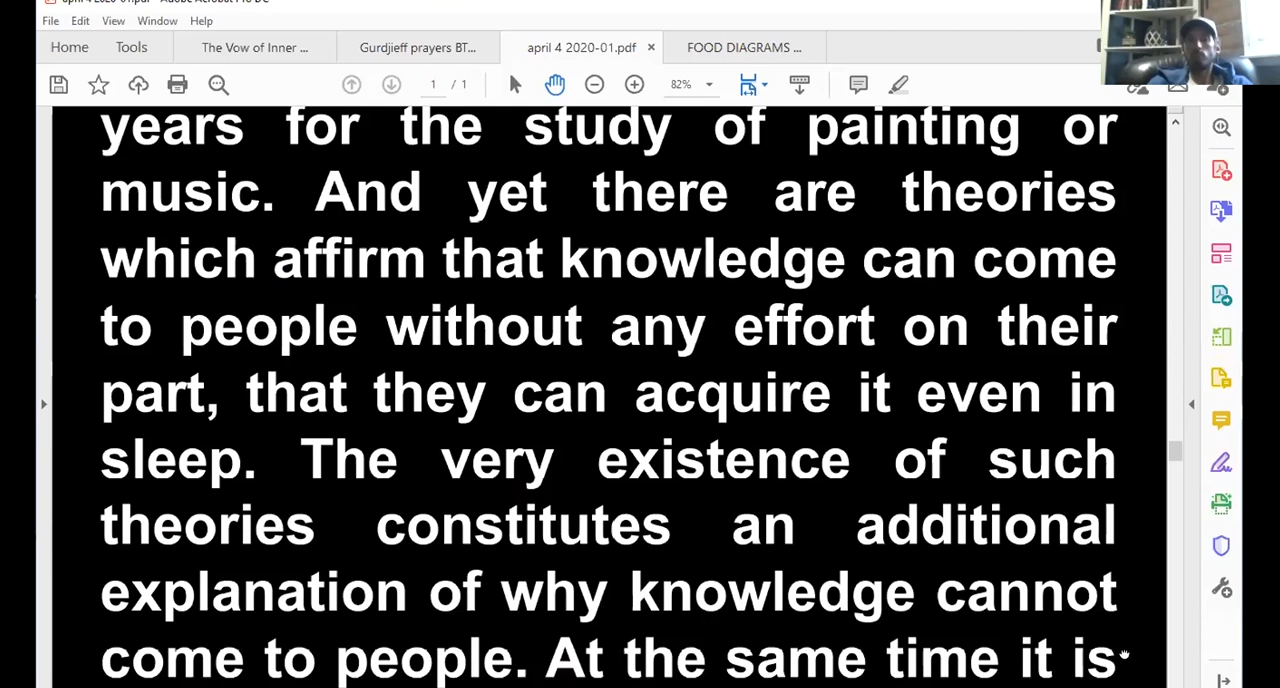 File Edit View Window Help
Home Tools The Vow of Inner ... Gurdjieff prayers BT... april 4 2020-01.pdf × FOOD DIAGRAMS ...
1 / 1 82%
years for the study of painting or
music. And yet there are theories
which affirm that knowledge can come
to people without any effort on their
part, that they can acquire it even in
sleep. The very existence of such
theories constitutes an additional
explanation of why knowledge cannot
come to people. At the same time it is